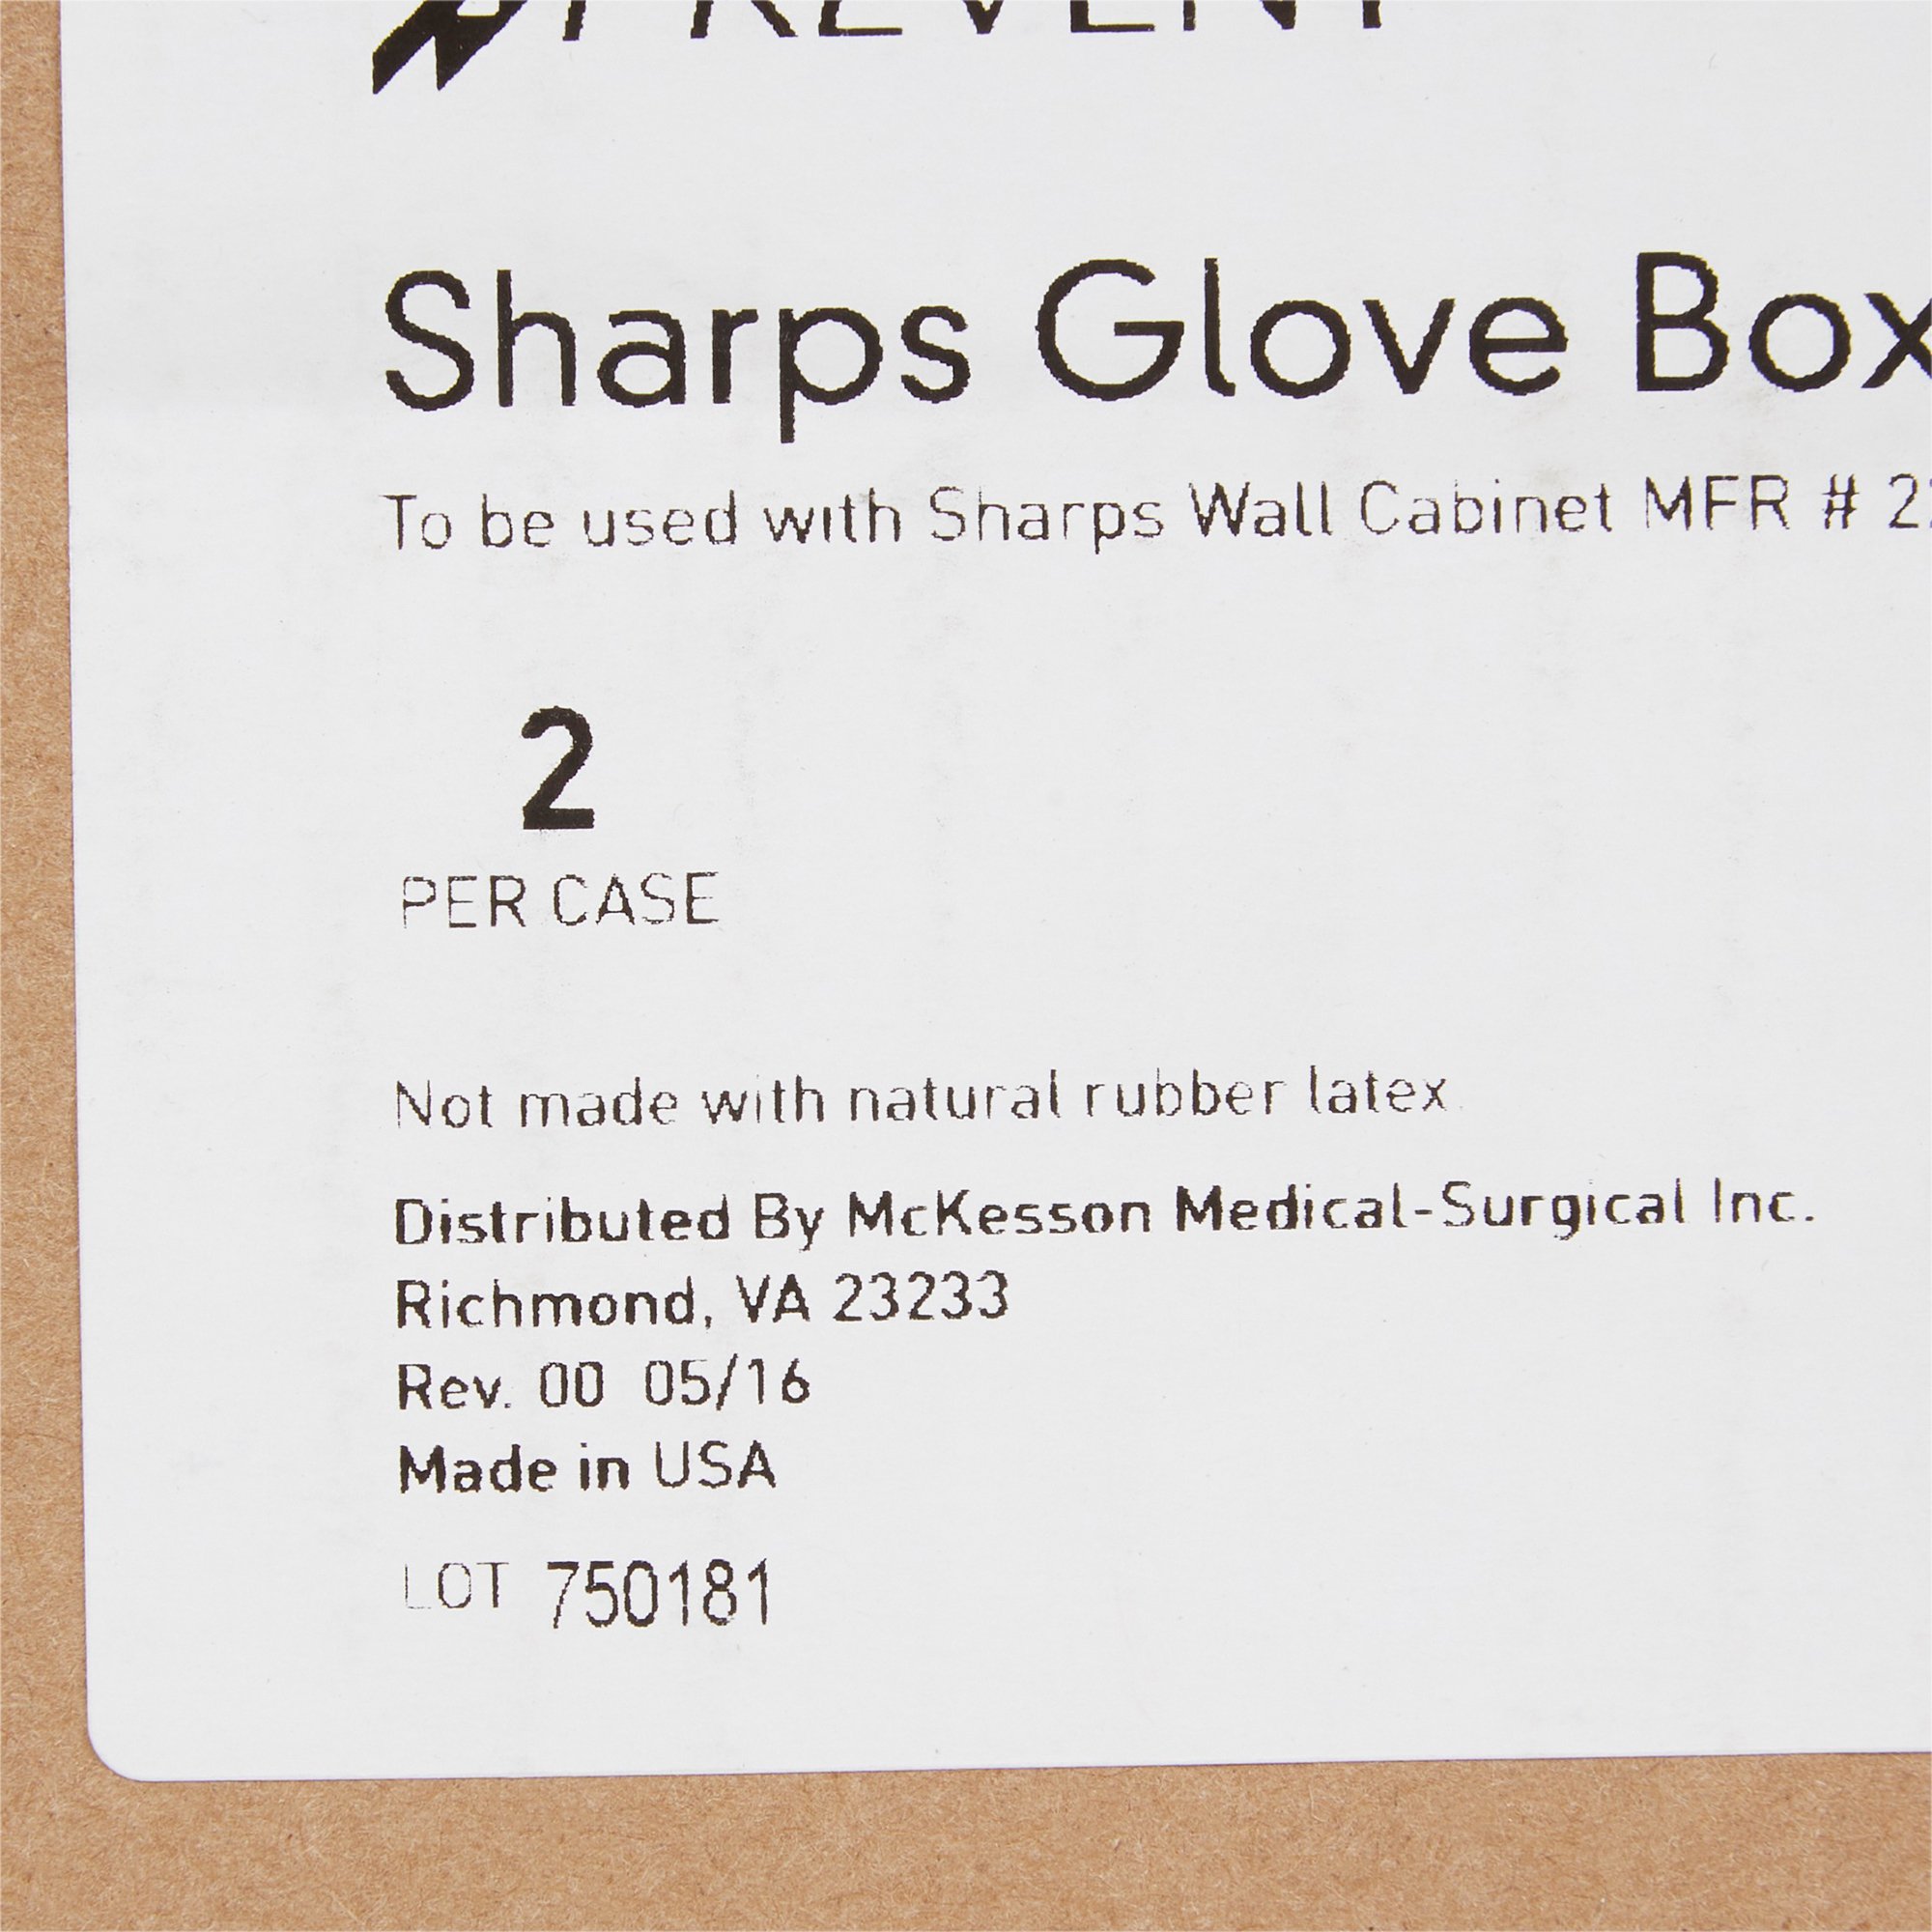 PREVENT
Sharps Glove Box
To be used with Sharps Wall Cabinet MFR #
2
PER CASE
Not made with natural rubber latex.
Distributed By McKesson Medical-Surgical Inc.
Richmond, VA 23233
Rev. 00 05/16
Made in USA
LOT 750181